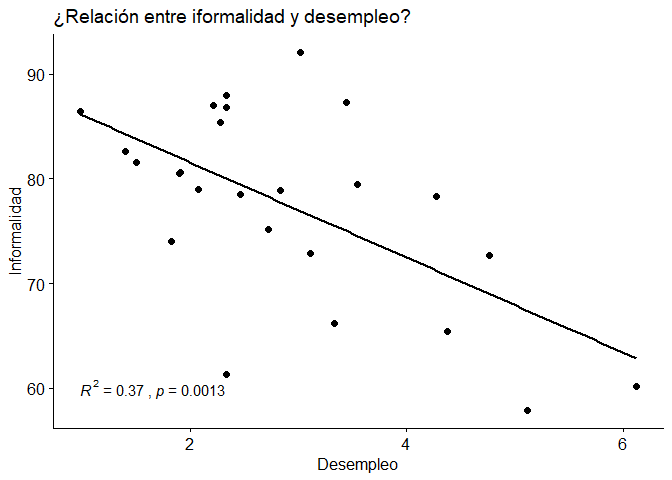 ¿Relación entre iformalidad y desempleo?
90
80
70
60
Informalidad
R² = 0.37 , p = 0.0013
2
4
6
Desempleo